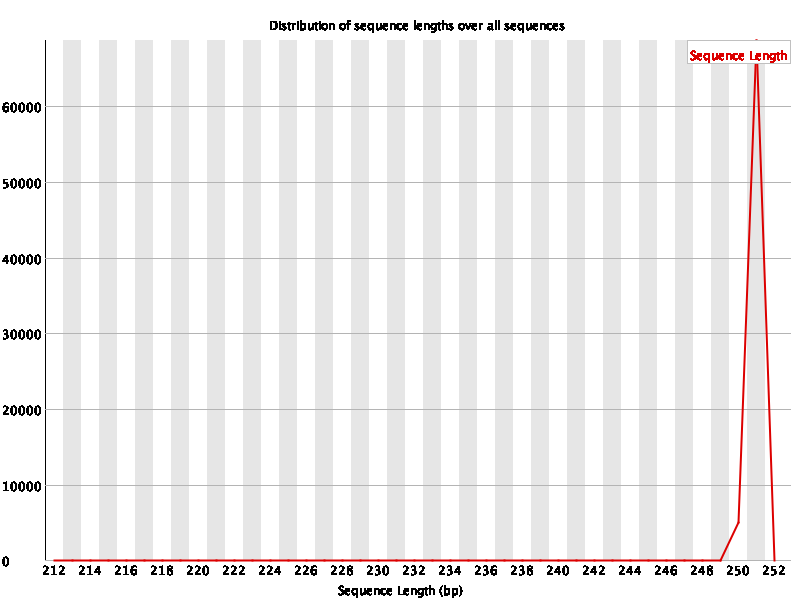 Distribution of sequence lengths over all sequences
Sequence Length
60000
50000
40000
30000
20000
10000
0
212 214 216 218 220 222 224 226 228 230 232 234 236 238 240 242 244 246 248 250 252
Sequence Length (bp)